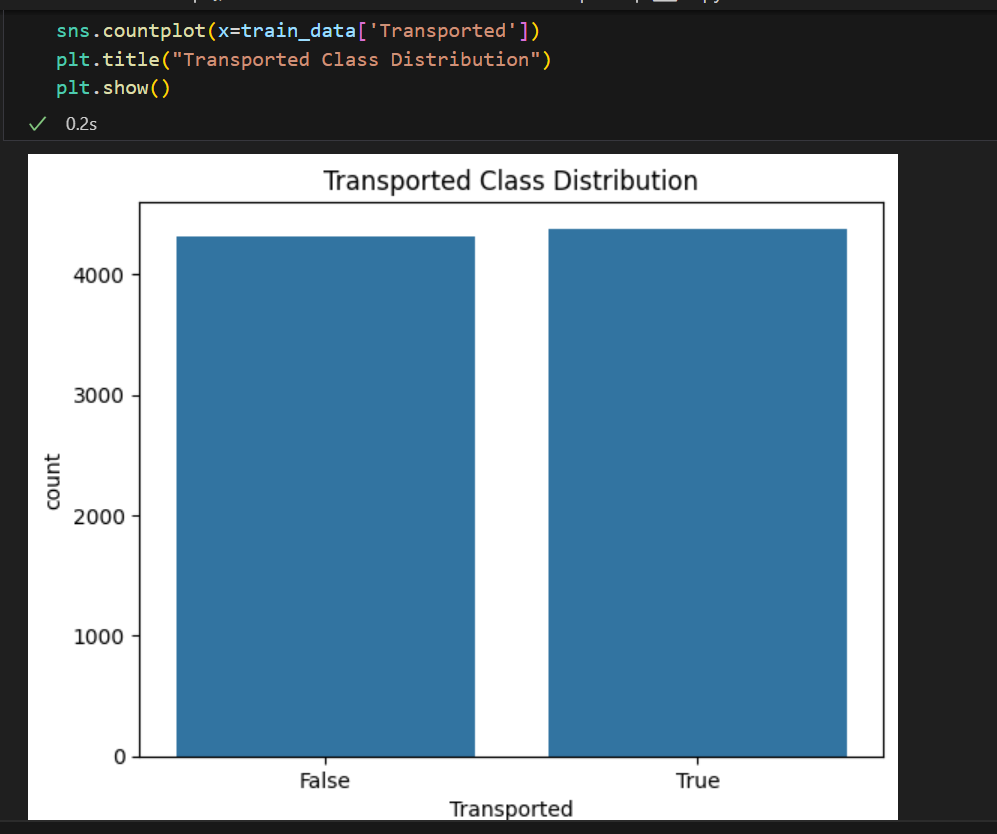 sns.countplot(x=train_data['Transported'])
plt.title("Transported Class Distribution")
plt.show()
0.2s
Transported Class Distribution
4000
3000
2000
1000
0
count
False
True
Transported